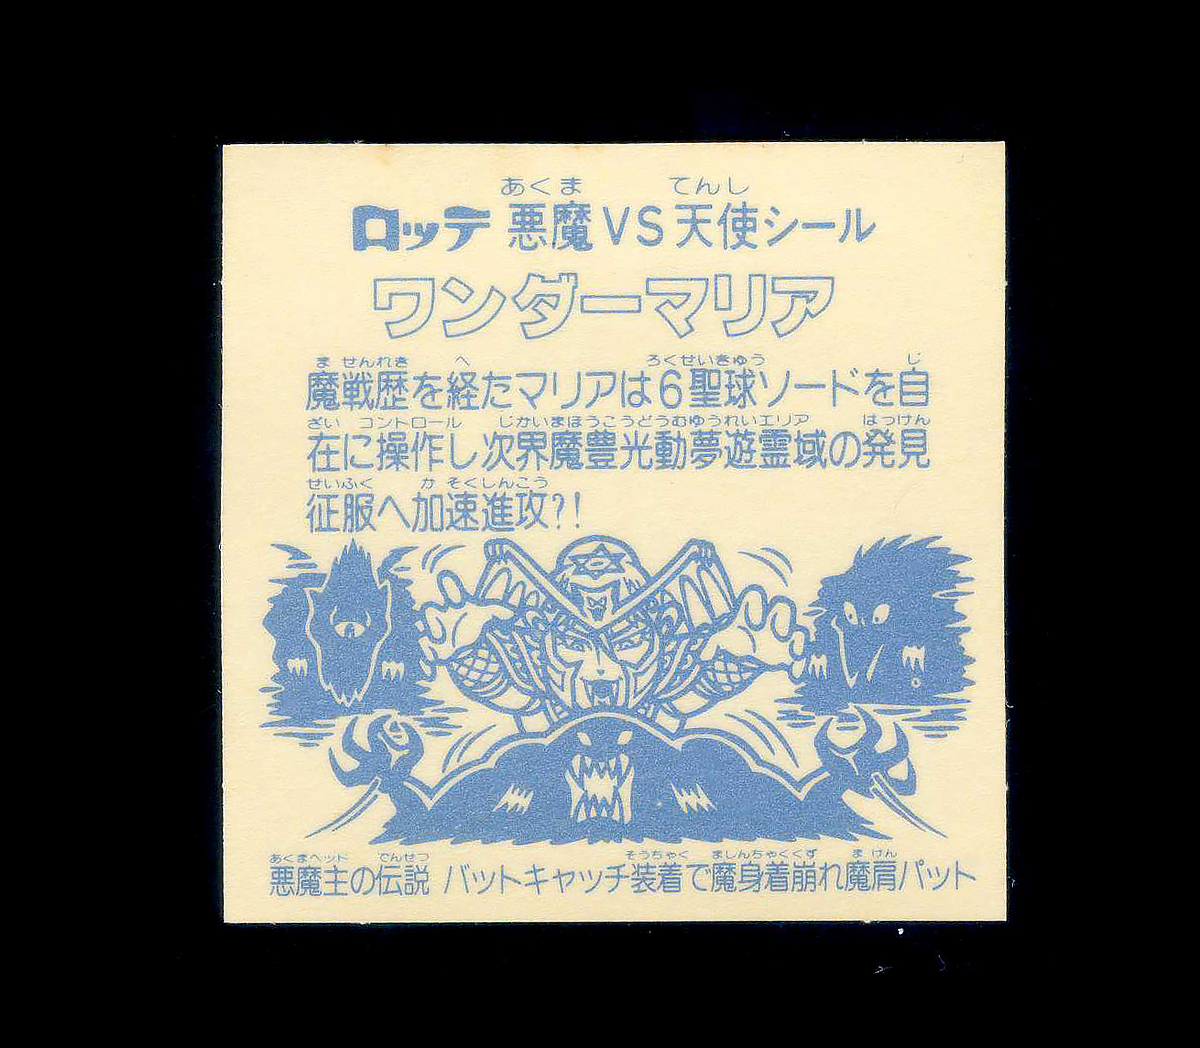 あくま てんし
ロッテ 悪魔VS天使シール
ワンダーマリア
ま せんれき へ ろくせいきゅう じ
魔戦歴を経たマリアは6聖球ソードを自
ざい コントロール じかいまほうこうどうむゆうれいエリア はっけん
在に操作し次界魔豊光動夢遊霊域の発見
せいふく か そくしんこう
征服へ加速進攻?!
あくまヘッド でんせつ そうちゃく ましんちゃくくず ま けん
悪魔主の伝説 バットキャッチ装着で魔身着崩れ魔肩パット